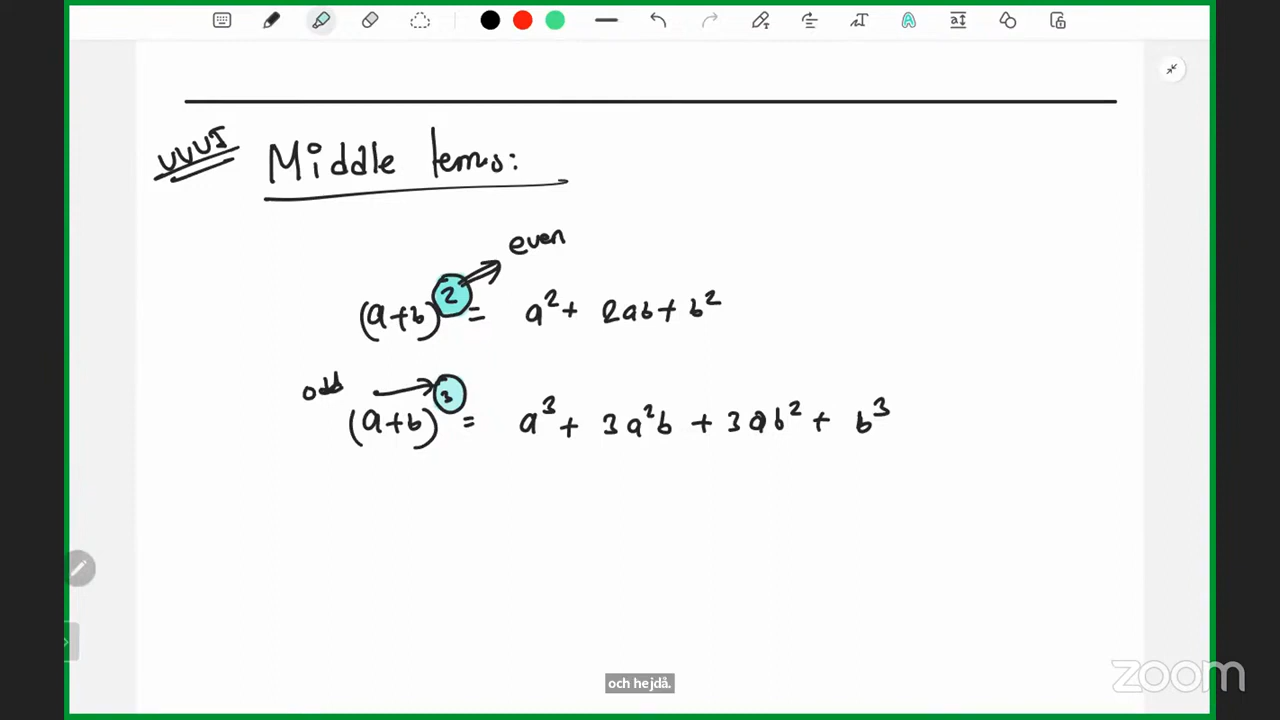 VVVI Middle terms:
even
(a+b)² = a² + 2ab + b²
odd
(a+b)³ = a³ + 3a²b + 3ab² + b³
och hejdå.
zoom